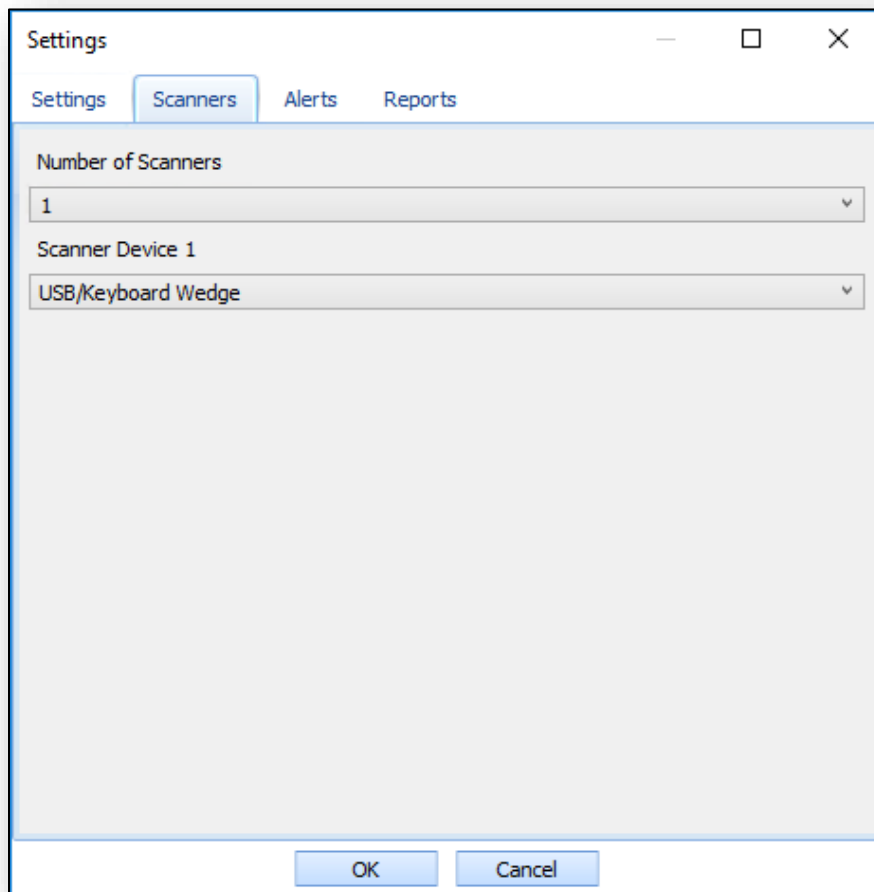 Settings
Settings Scanners Alerts Reports
Number of Scanners
1
Scanner Device 1
USB/Keyboard Wedge
OK Cancel